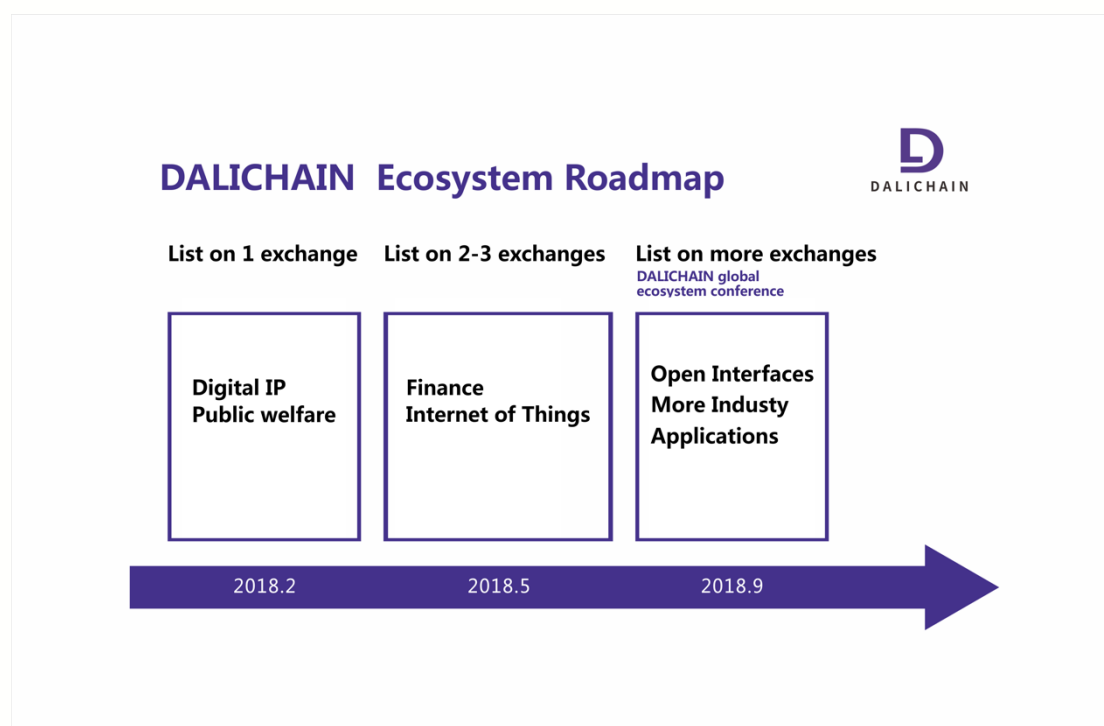 DALICHAIN Ecosystem Roadmap
DALICHAIN
List on 1 exchange
List on 2-3 exchanges
List on more exchanges
DALICHAIN global
ecosystem conference
Digital IP
Public welfare
Finance
Internet of Things
Open Interfaces
More Industy
Applications
2018.2
2018.5
2018.9